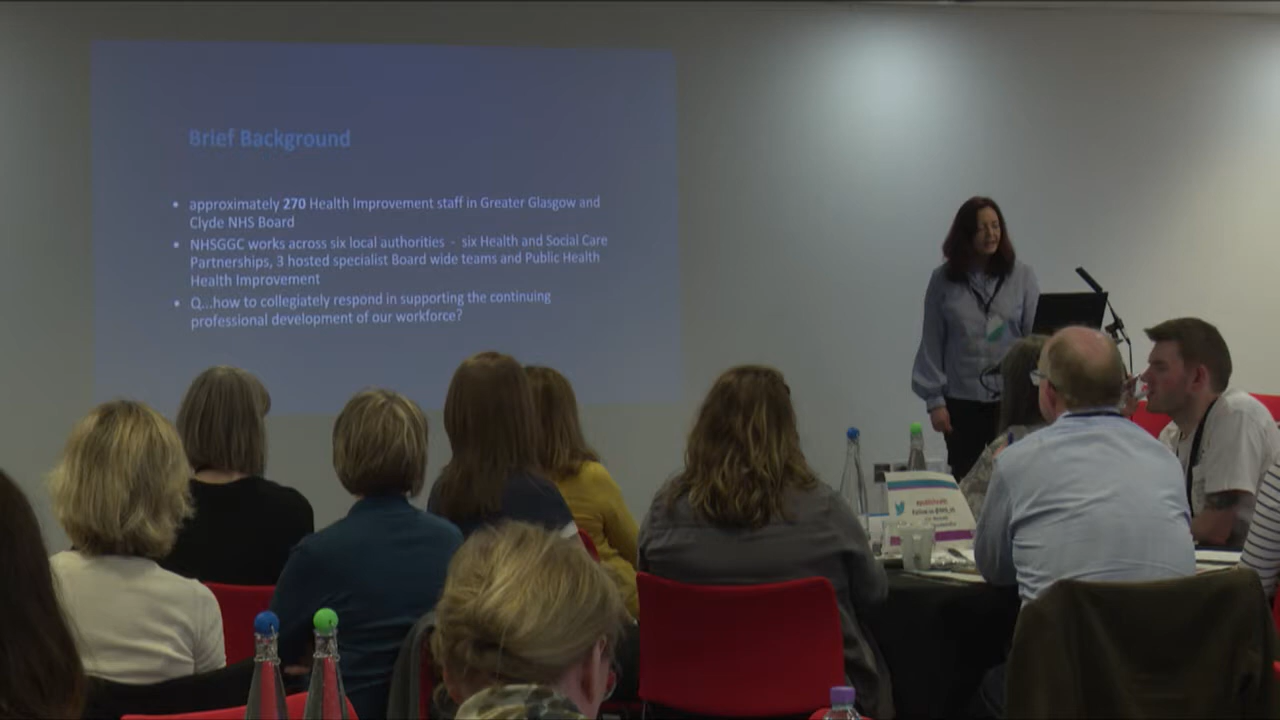 Brief Background
• approximately 270 Health Improvement staff in Greater Glasgow and
Clyde NHS Board
• NHSGGC works across six local authorities - six Health and Social Care
Partnerships, 3 hosted specialist Board wide teams and Public Health
Health Improvement
• Q...how to collegiately respond in supporting the continuing
professional development of our workforce?